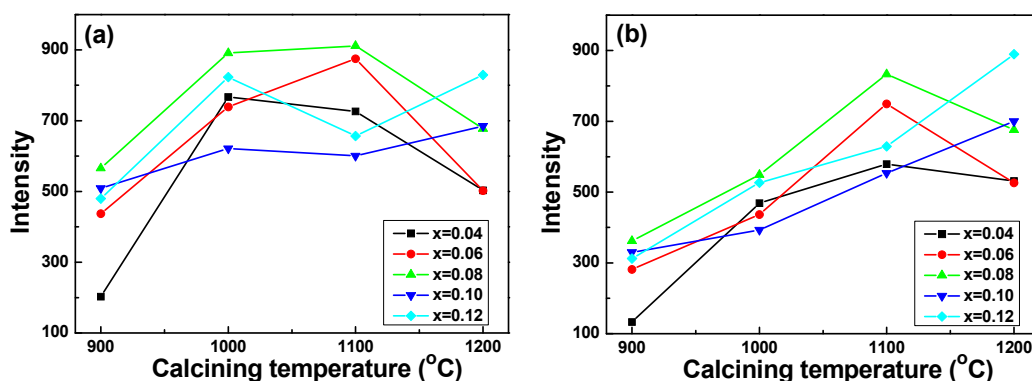 (a)
Intensity
900
700
500
300
100
900 1000 1100 1200
Calcining temperature (°C)
x=0.04
x=0.06
x=0.08
x=0.10
x=0.12
(b)
Intensity
900
700
500
300
100
900 1000 1100 1200
Calcining temperature (°C)
x=0.04
x=0.06
x=0.08
x=0.10
x=0.12